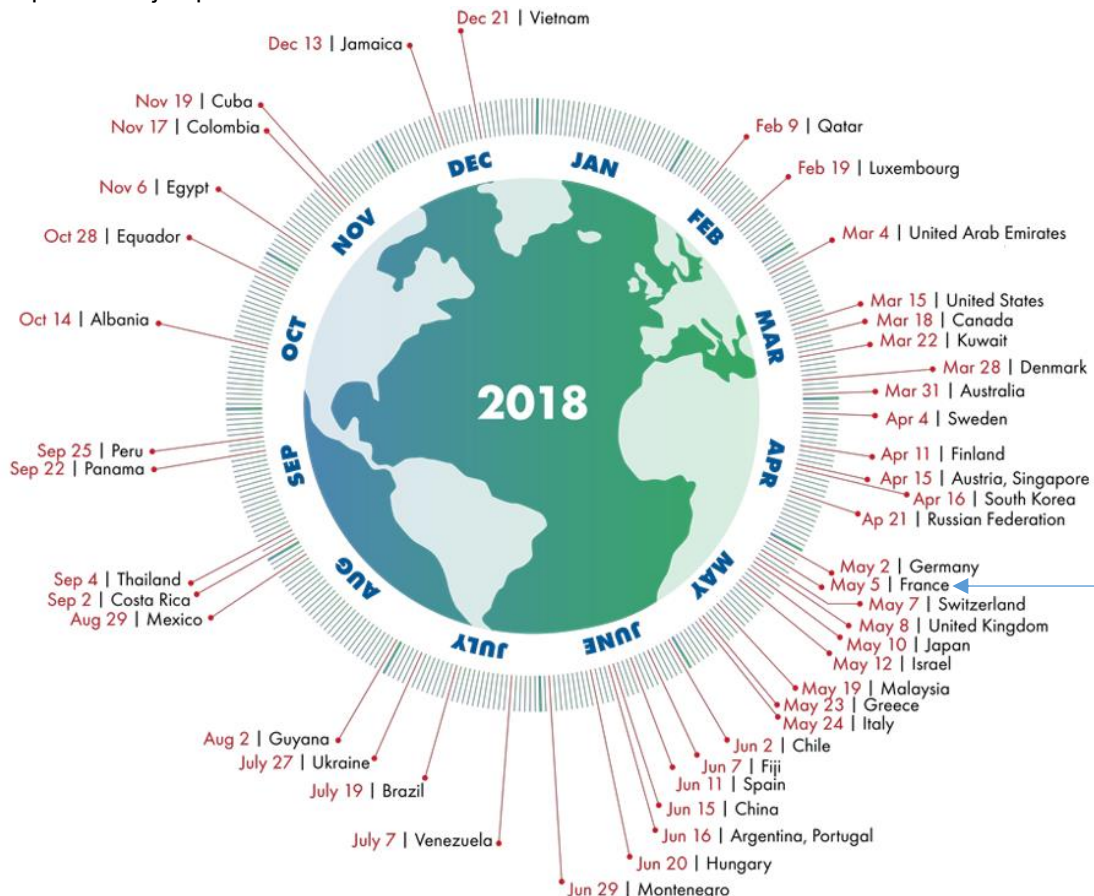 Dec 21 | Vietnam
Dec 13 | Jamaica
Nov 19 | Cuba
Nov 17 | Colombia
Nov 6 | Egypt
Oct 28 | Equador
Oct 14 | Albania
Sep 25 | Peru
Sep 22 | Panama
Sep 4 | Thailand
Sep 2 | Costa Rica
Aug 29 | Mexico
Aug 2 | Guyana
July 27 | Ukraine
July 19 | Brazil
July 7 | Venezuela
Feb 9 | Qatar
Feb 19 | Luxembourg
Mar 4 | United Arab Emirates
Mar 15 | United States
Mar 18 | Canada
Mar 22 | Kuwait
Mar 28 | Denmark
Mar 31 | Australia
Apr 4 | Sweden
Apr 11 | Finland
Apr 15 | Austria, Singapore
Apr 16 | South Korea
Ap 21 | Russian Federation
May 2 | Germany
May 5 | France
May 7 | Switzerland
May 8 | United Kingdom
May 10 | Japan
May 12 | Israel
May 19 | Malaysia
May 23 | Greece
May 24 | Italy
Jun 2 | Chile
Jun 7 | Fiji
Jun 11 | Spain
Jun 15 | China
Jun 16 | Argentina, Portugal
Jun 20 | Hungary
Jun 29 | Montenegro
JAN
FEB
MAR
APR
MAY
JUNE
JULY
AUG
SEP
OCT
NOV
DEC
2018